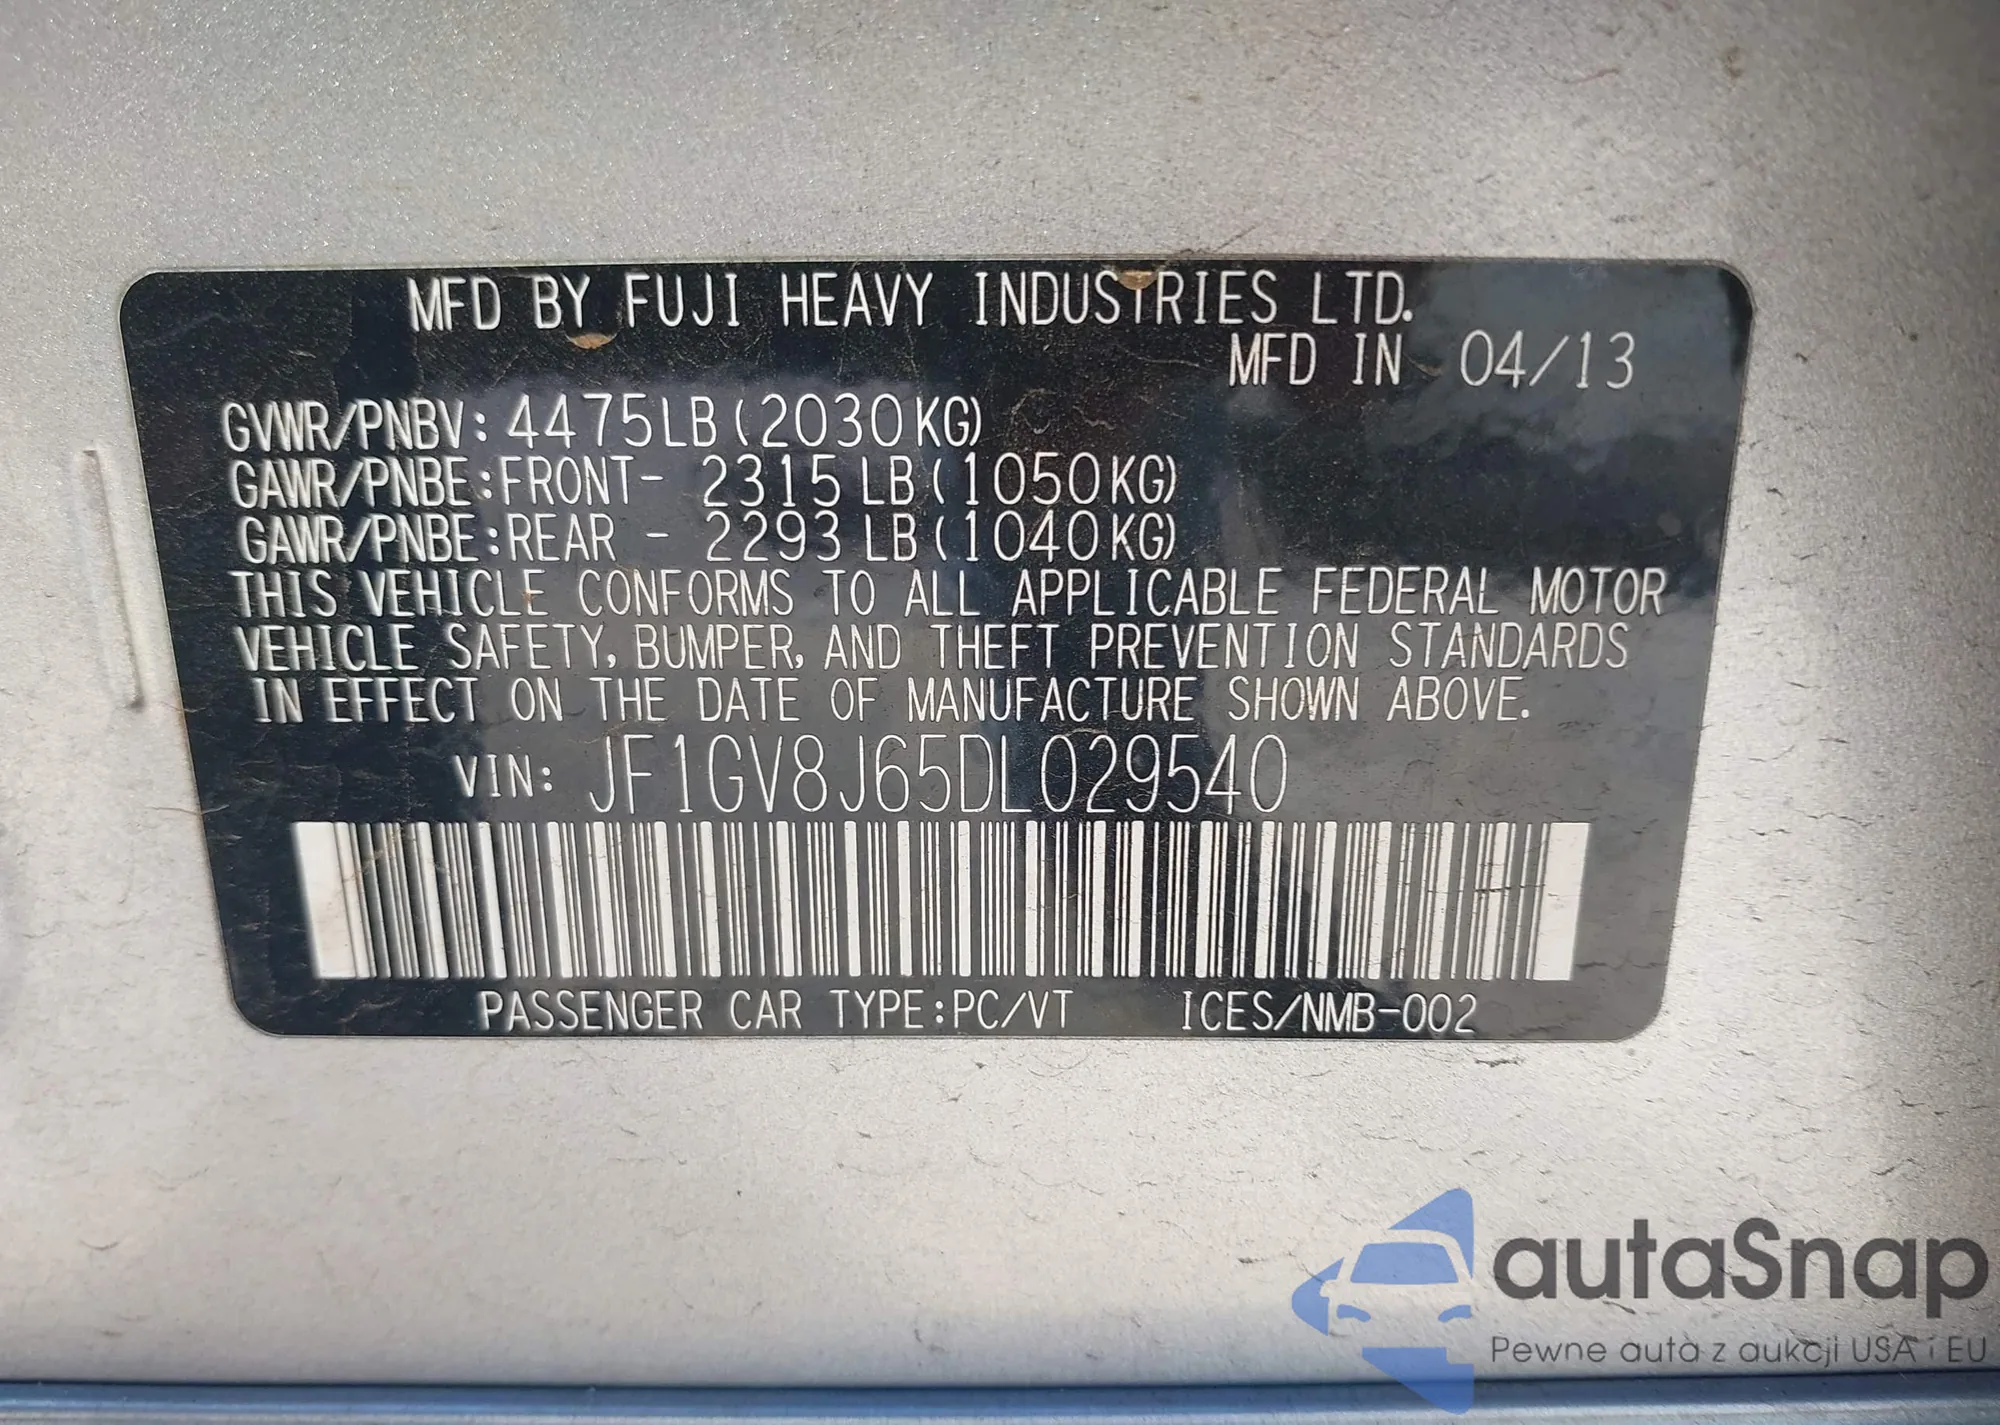 MFD BY FUJI HEAVY INDUSTRIES LTD.
MFD IN 04/13
GVWR/PNBV: 4475LB (2030KG)
GAWR/PNBE:FRONT- 2315 LB (1050KG)
GAWR/PNBE:REAR - 2293 LB (1040KG)
THIS VEHICLE CONFORMS TO ALL APPLICABLE FEDERAL MOTOR
VEHICLE SAFETY, BUMPER, AND THEFT PREVENTION STANDARDS
IN EFFECT ON THE DATE OF MANUFACTURE SHOWN ABOVE.
VIN: JF1GV8J65DL029540
PASSENGER CAR TYPE:PC/VT ICES/NMB-002
autaSnap
Pewne auta z aukcji USA i EU